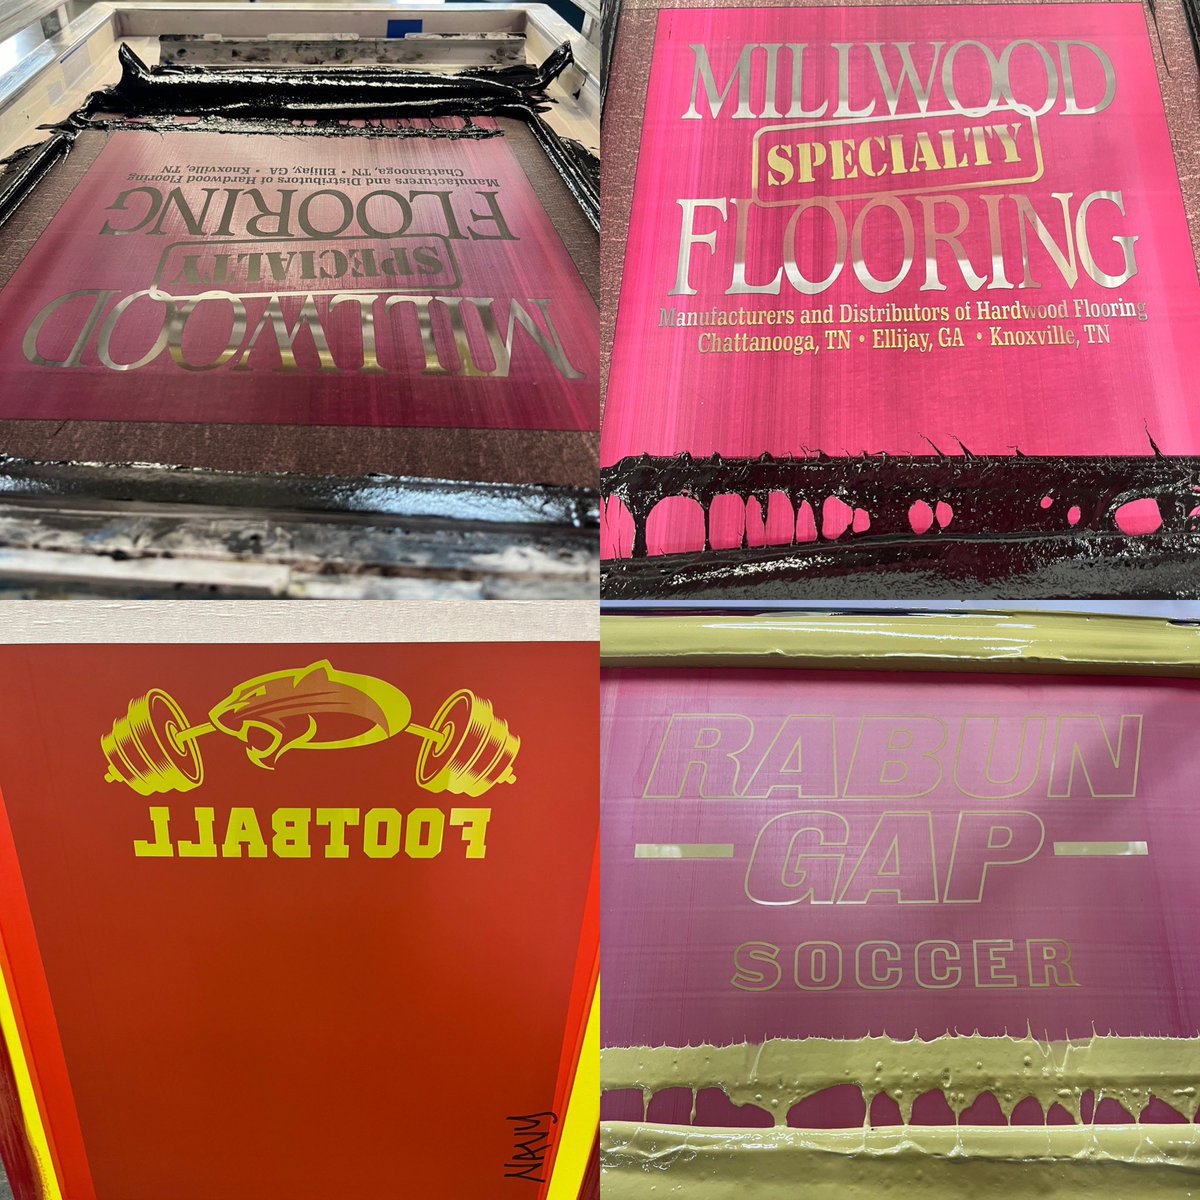 Manufacturers and Distributors of Hardwood Flooring
Chattanooga, TN • Ellijay, GA • Knoxville, TN
FLOORING
SPECIALTY
MILLWOOD
MILLWOOD
SPECIALTY
FLOORING
Manufacturers and Distributors of Hardwood Flooring
Chattanooga, TN • Ellijay, GA • Knoxville, TN
FOOTBALL
NAVY
RABUN
GAP
SOCCER